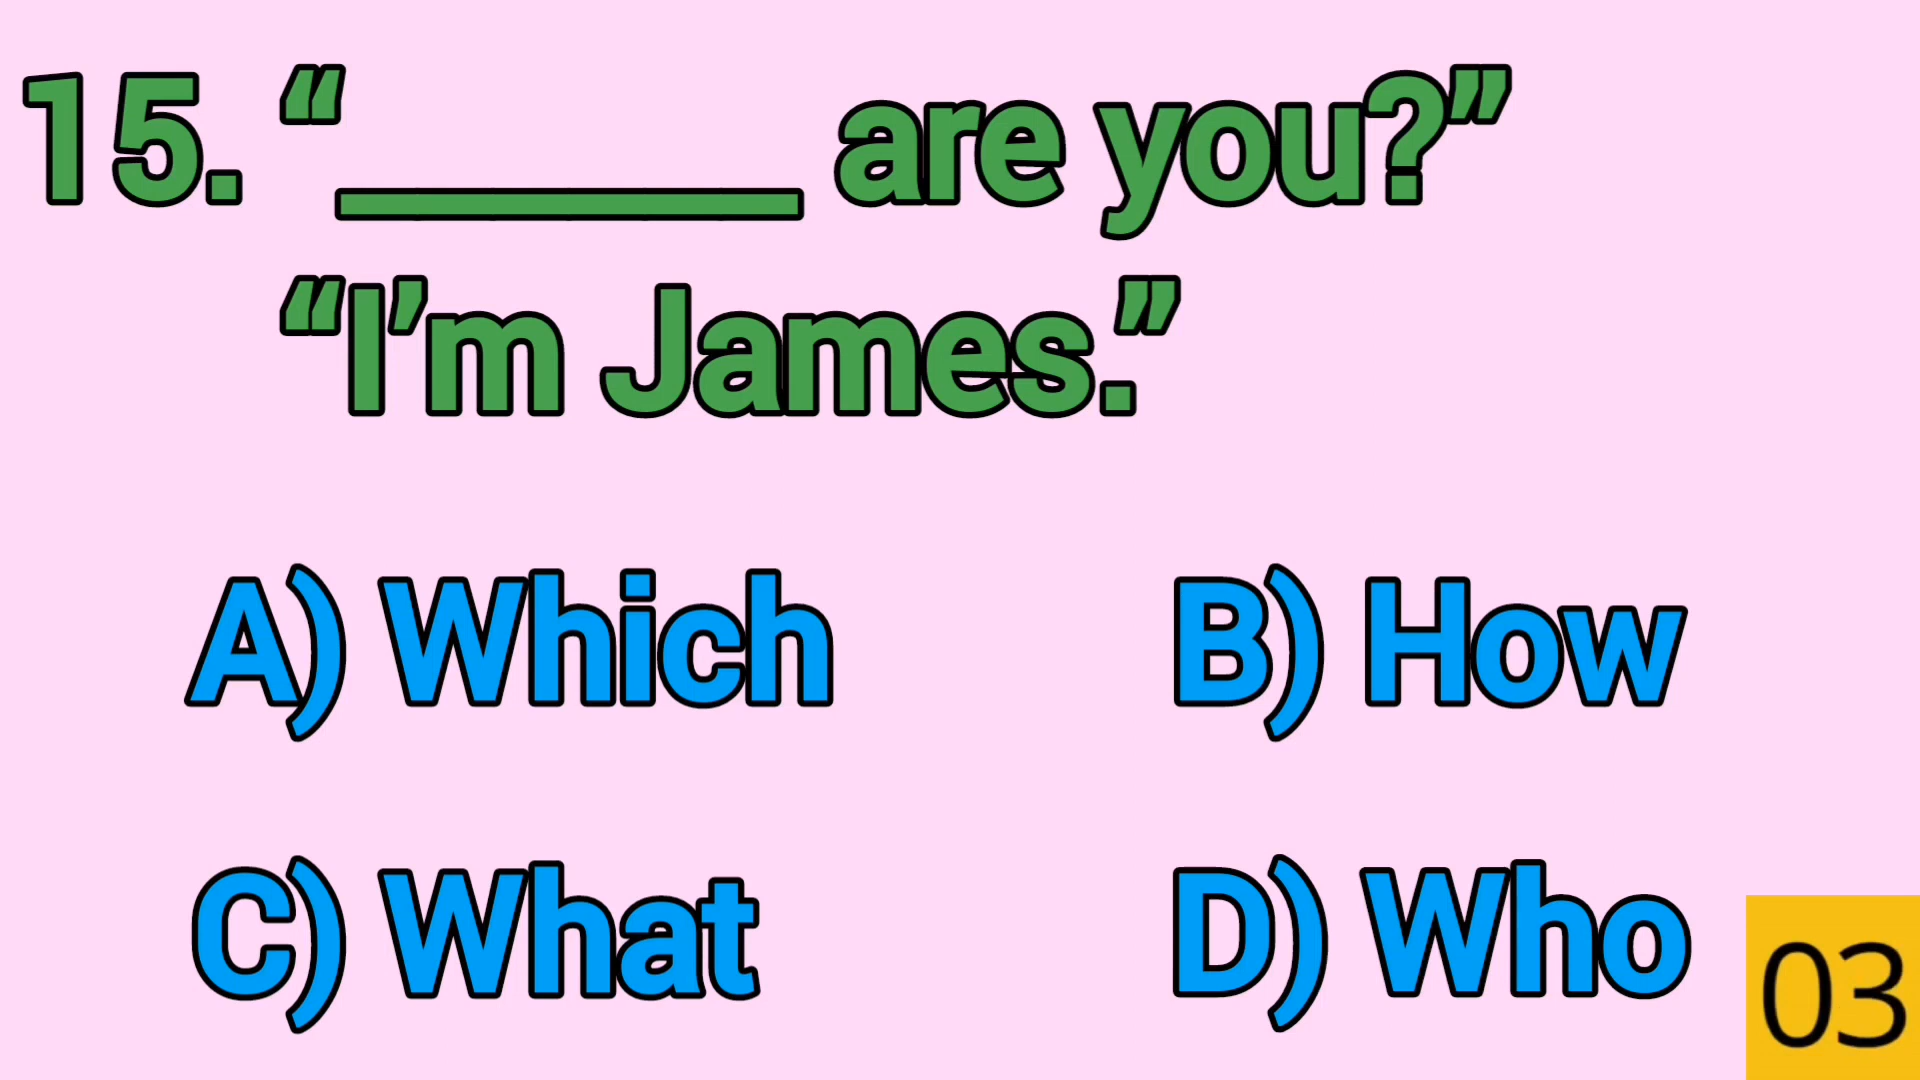 15. “______ are you?”
“I’m James.”
A) Which
B) How
C) What
D) Who
03